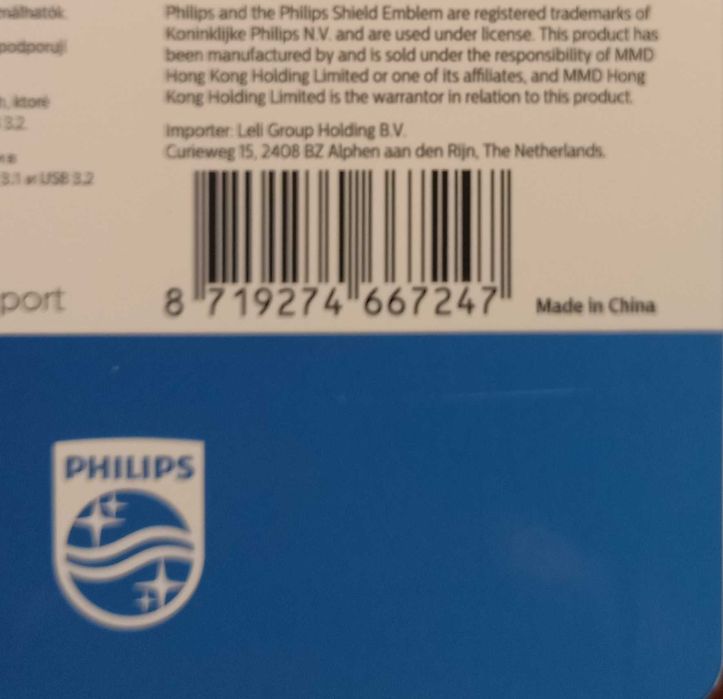 nálhatók.
podporují
h, ktoré
3.2.
3.1 и USB 3.2
port
Philips and the Philips Shield Emblem are registered trademarks of
Koninklijke Philips N.V. and are used under license. This product has
been manufactured by and is sold under the responsibility of MMD
Hong Kong Holding Limited or one of its affiliates, and MMD Hong
Kong Holding Limited is the warrantor in relation to this product.
Importer: Leli Group Holding B.V.
Curieweg 15, 2408 BZ Alphen aan den Rijn, The Netherlands.
8 719274 667247
Made in China
PHILIPS